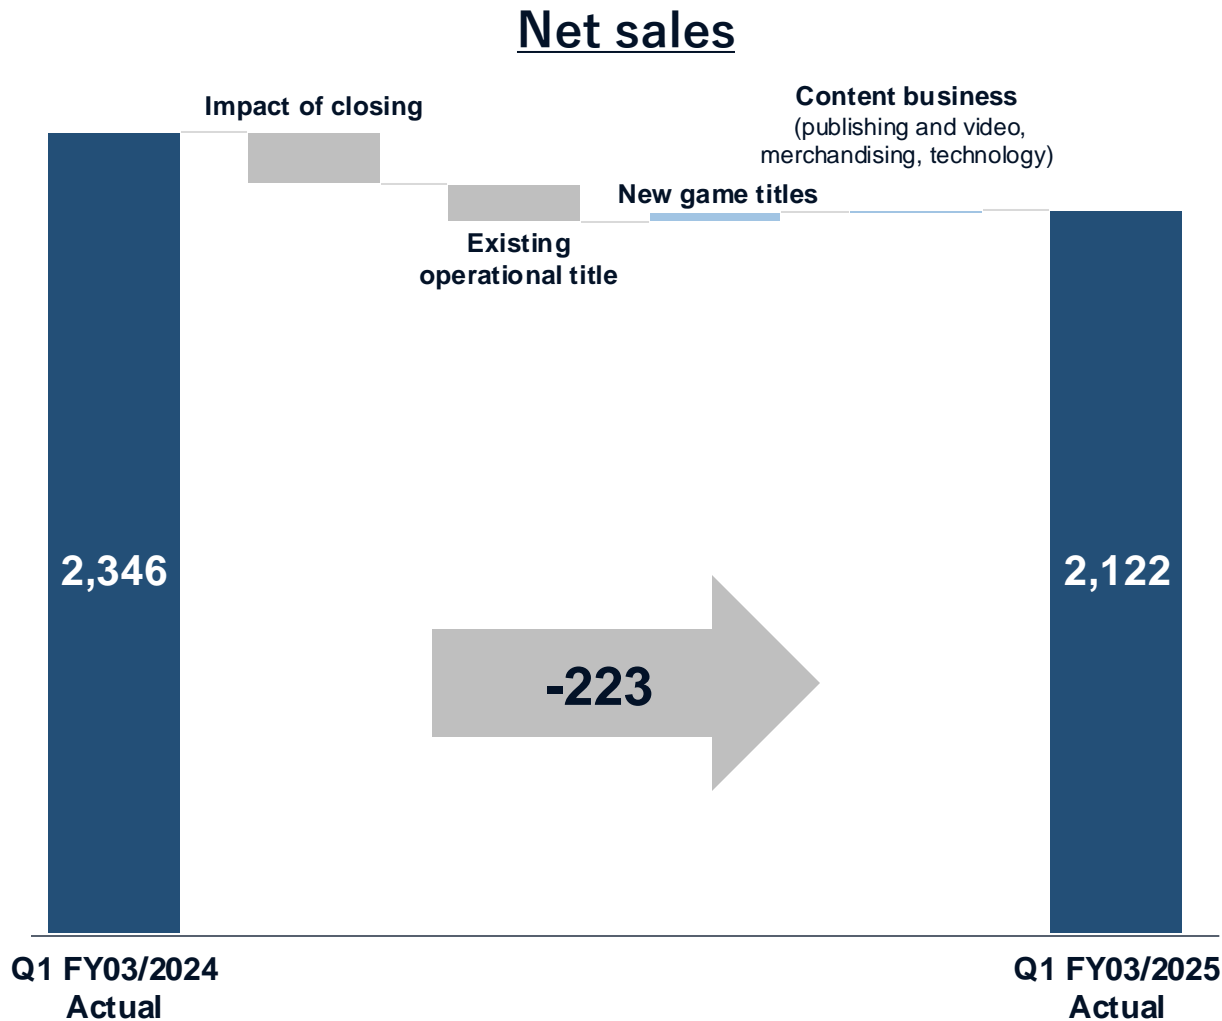 Net sales
Impact of closing
Content business
(publishing and video,
merchandising, technology)
New game titles
Existing
operational title
2,346
2,122
-223
Q1 FY03/2024
Actual
Q1 FY03/2025
Actual